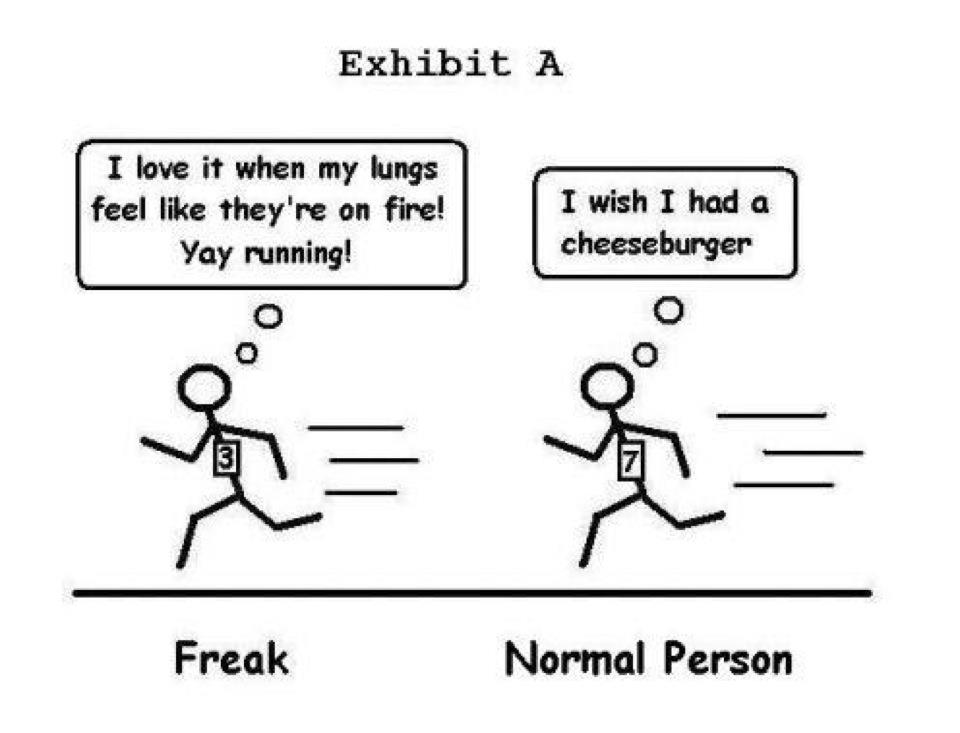 Exhibit A
I love it when my lungs
feel like they're on fire!
Yay running!
I wish I had a
cheeseburger
3
7
Freak
Normal Person